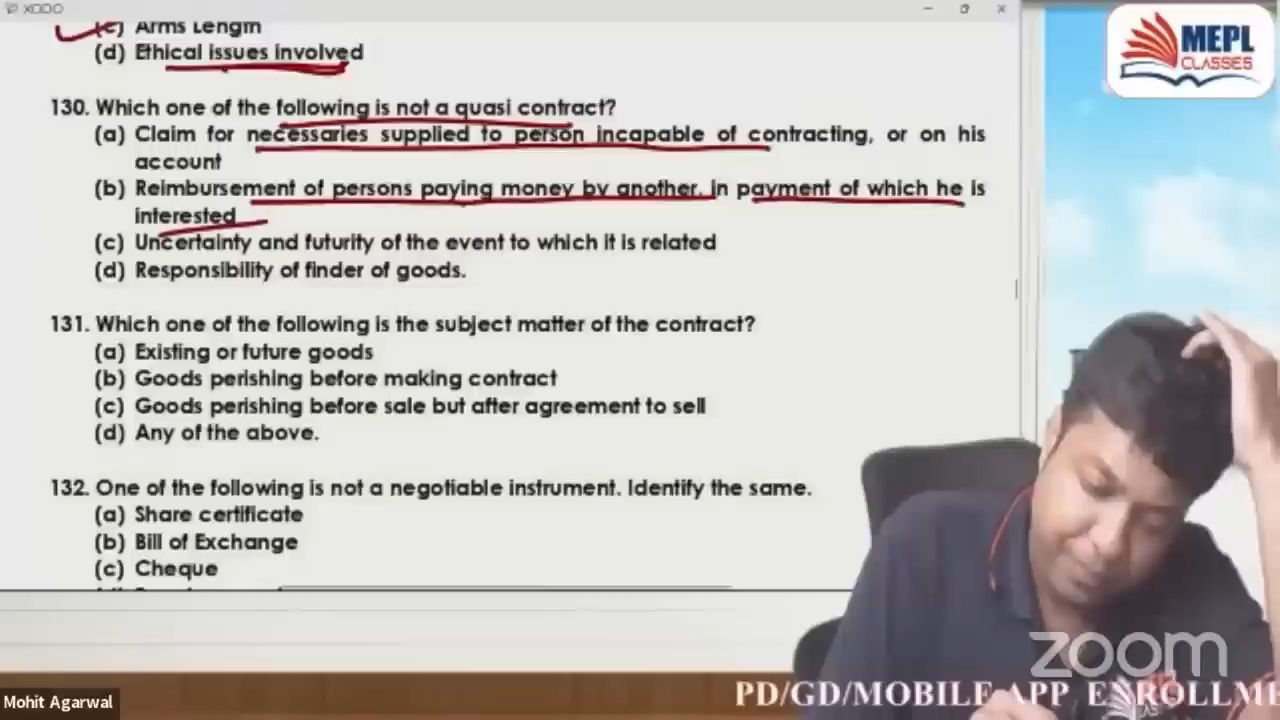 XODO
(c) Arms Length
(d) Ethical issues involved
130. Which one of the following is not a quasi contract?
(a) Claim for necessaries supplied to person incapable of contracting, or on his
account
(b) Reimbursement of persons paying money by another, in payment of which he is
interested
(c) Uncertainty and futurity of the event to which it is related
(d) Responsibility of finder of goods.
131. Which one of the following is the subject matter of the contract?
(a) Existing or future goods
(b) Goods perishing before making contract
(c) Goods perishing before sale but after agreement to sell
(d) Any of the above.
132. One of the following is not a negotiable instrument. Identify the same.
(a) Share certificate
(b) Bill of Exchange
(c) Cheque
MEPL
CLASSES
zoom
Mohit Agarwal
PD/GD/MOBILE APP